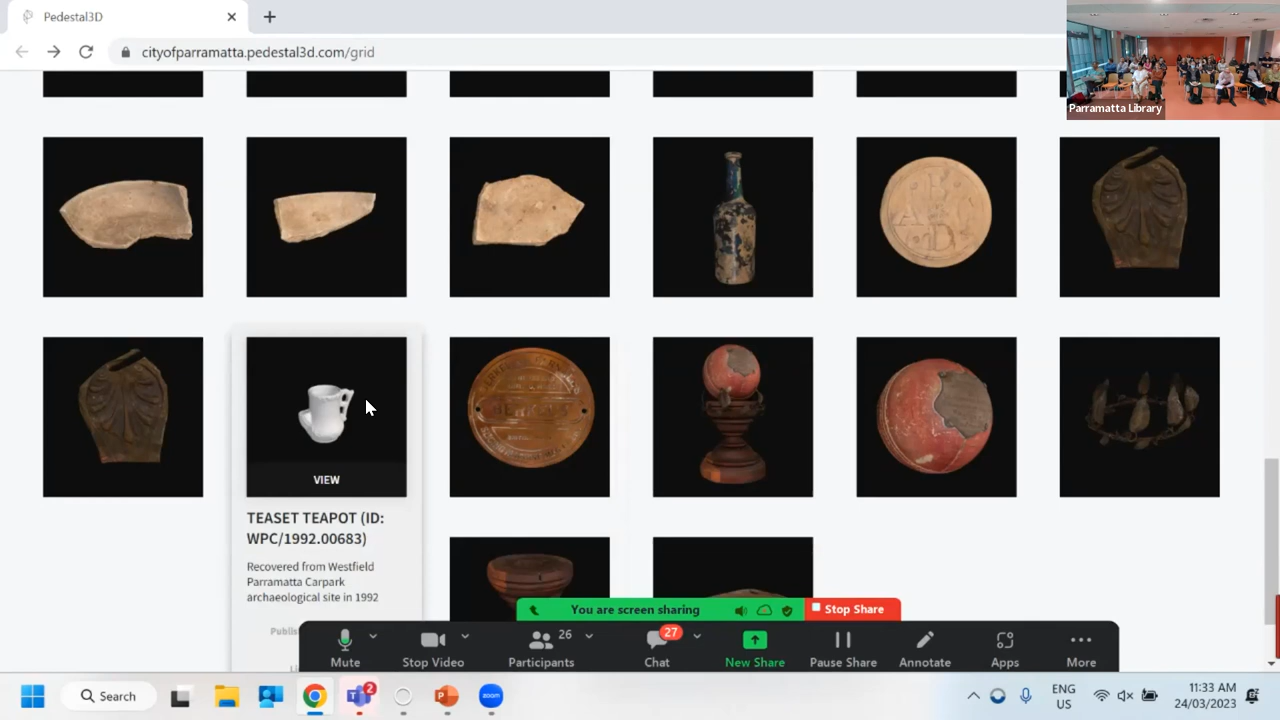 Pedestal3D
cityofparramatta.pedestal3d.com/grid
Parramatta Library
VIEW
TEASET TEAPOT (ID:
WPC/1992.00683)
Recovered from Westfield
Parramatta Carpark
archaeological site in 1992
You are screen sharing
Stop Share
26
27
Mute
Stop Video
Participants
Chat
New Share
Pause Share
Annotate
Apps
More
Search
2
zoom
ENG
US
11:33 AM
24/03/2023